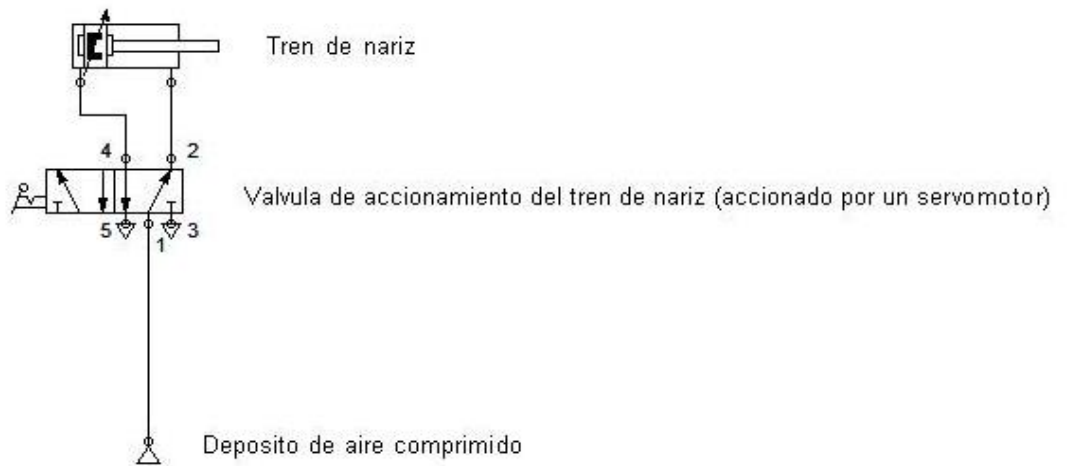 Tren de nariz
4 2
Valvula de accionamiento del tren de nariz (accionado por un servomotor)
5 1 3
Deposito de aire comprimido